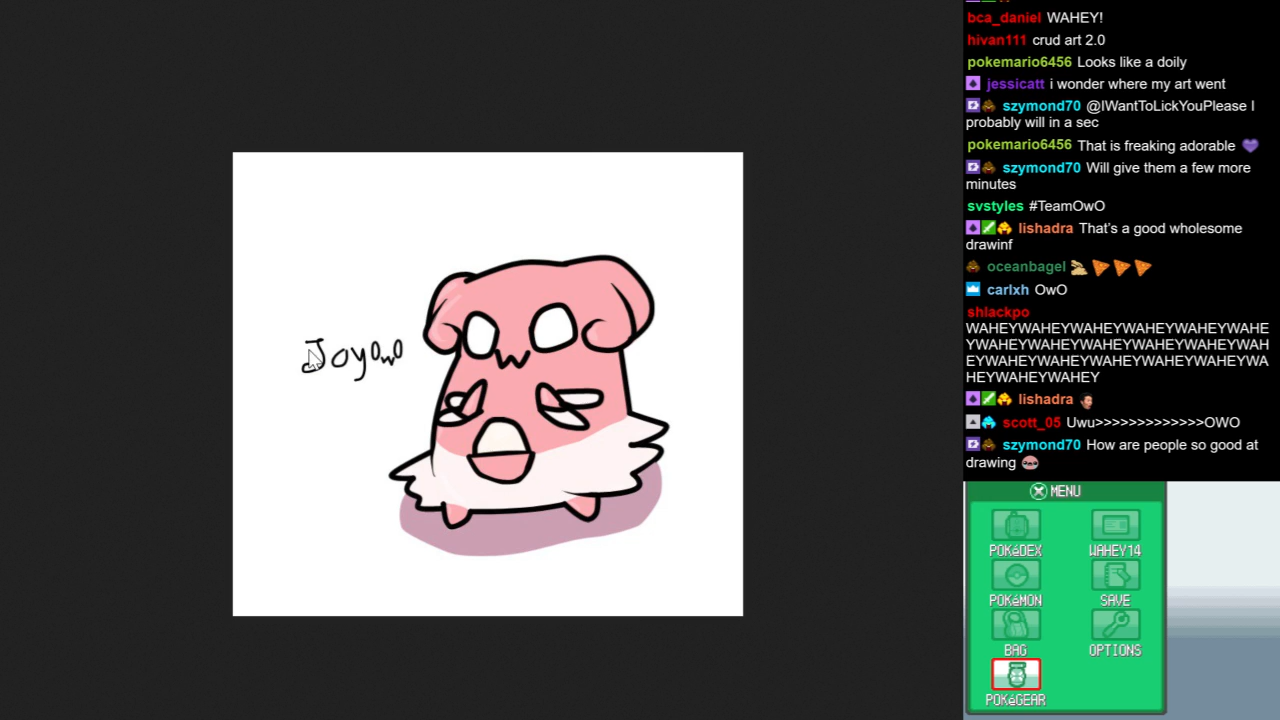 Joyowo
bca_daniel WAHEY!
hivan111 crud art 2.0
pokemario6456 Looks like a doily
jessicatt i wonder where my art went
szymond70 @IWantToLickYouPlease I
probably will in a sec
pokemario6456 That is freaking adorable
szymond70 Will give them a few more
minutes
svstyles #TeamOwO
lishadra That's a good wholesome
drawinf
oceanbagel
carlxh OwO
shlackpo
WAHEYWAHEYWAHEYWAHEYWAHEYWAHE
YWAHEYWAHEYWAHEYWAHEYWAHEYWAH
EYWAHEYWAHEYWAHEYWAHEYWAHEYWA
HEYWAHEYWAHEY
lishadra
scott_05 Uwu>>>>>>>>>>>>>OWO
szymond70 How are people so good at
drawing
MENU
POKéDEX WAHEY14
POKéMON SAVE
BAG OPTIONS
POKéGEAR